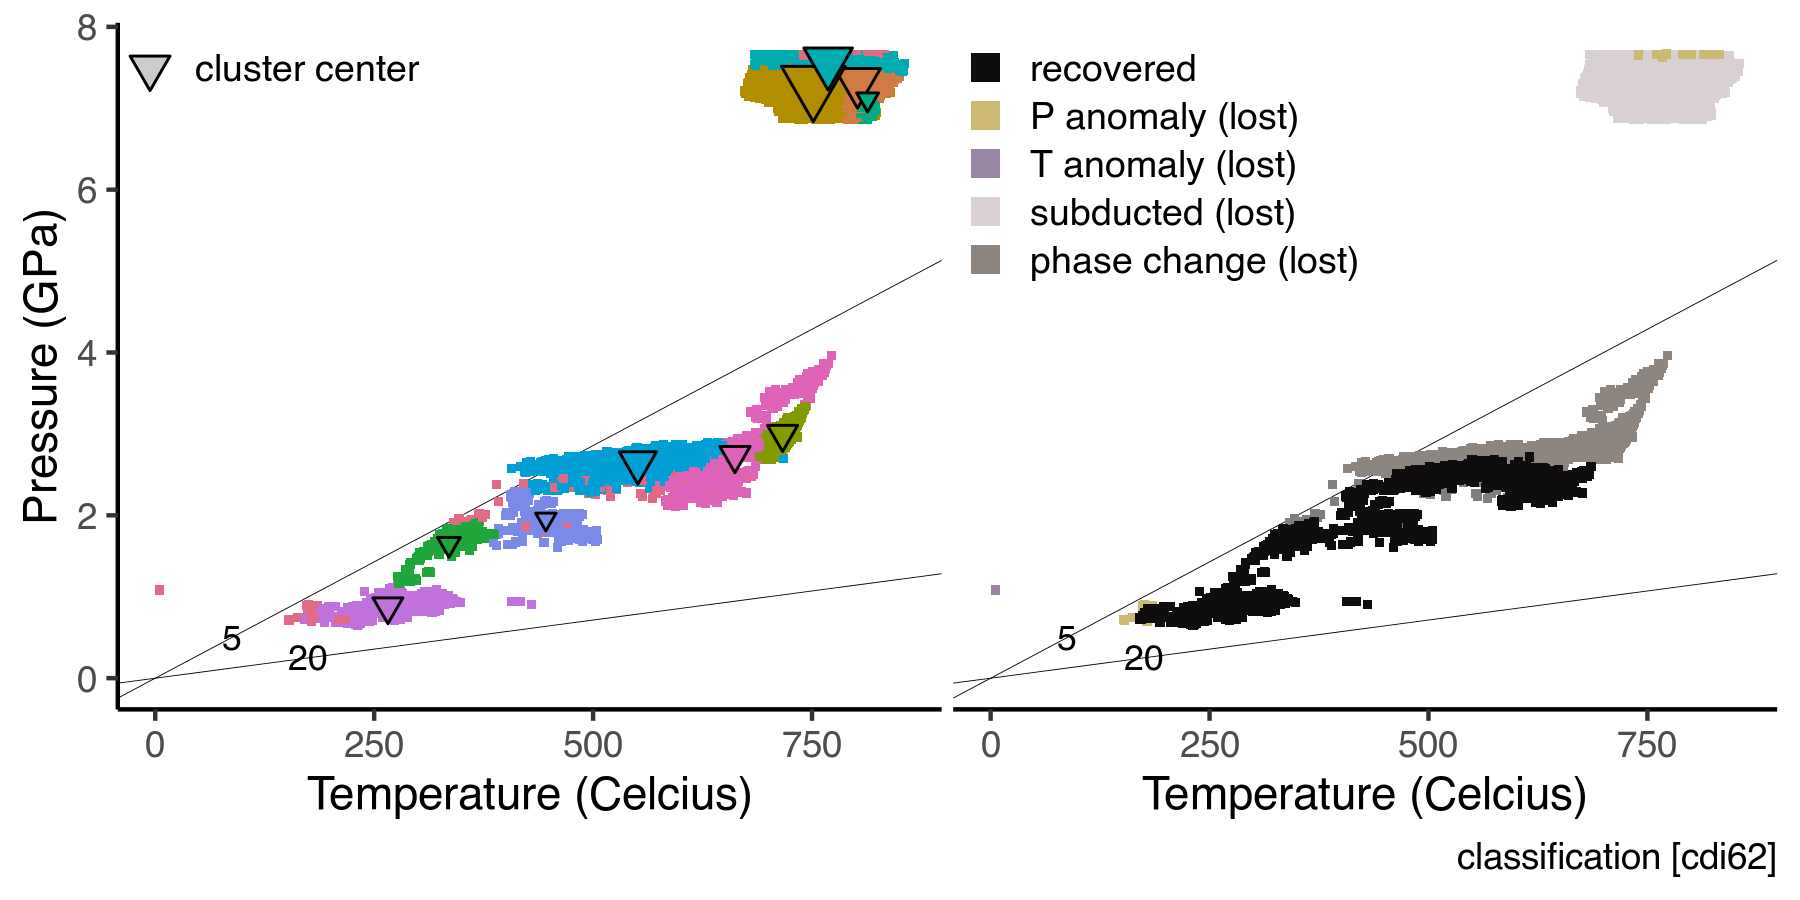 8
6
4
2
0
Pressure (GPa)
cluster center
5
20
0
250
500
750
Temperature (Celcius)
recovered
P anomaly (lost)
T anomaly (lost)
subducted (lost)
phase change (lost)
5
20
0
250
500
750
Temperature (Celcius)
classification [cdi62]